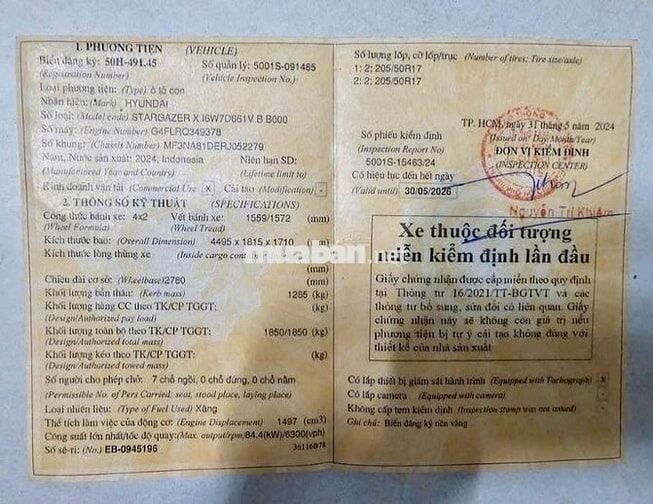 1. PHƯƠNG TIỆN (VEHICLE)
Biển đăng ký: 50H-491.45 Số quản lý: 5001S-091485
(Registration Number) (Vehicle Inspection No.)
Loại phương tiện: (Type) ô tô con
Nhãn hiệu: (Mark) HYUNDAI
Số loại: (Model code) STARGAZER X I6W7D661V B B000
Số máy: (Engine Number) G4FLRQ349378
Số khung: (Chassis Number) MF3NA81DERJ052279
Năm, Nước sản xuất: 2024, Indonesia Niên hạn SD:
(Manufactured Year and Country) (Lifetime limit to)
Kinh doanh vận tải (Commercial Use) X Cải tạo (Modification) -
2. THÔNG SỐ KỸ THUẬT (SPECIFICATIONS)
Công thức bánh xe: 4x2 Vết bánh xe: 1559/1572 (mm)
(Wheel Formula) (Wheel Tread)
Kích thước bao: (Overall Dimension) 4495 x 1815 x 1710 (mm)
Kích thước lòng thùng xe (Inside cargo
(mm)
Chiều dài cơ sở: (Wheelbase) 2780 (mm)
Khối lượng bản thân: (Kerb mass) 1285 (kg)
Khối lượng hàng CC theo TK/CP TGGT: (kg)
(Design/Authorized pay load)
Khối lượng toàn bộ theo TK/CP TGGT: 1850/1850 (kg)
(Design/Authorized total mass)
Khối lượng kéo theo TK/CP TGGT: (kg)
(Design/Authorized towed mass)
Số người cho phép chở: 7 chỗ ngồi, 0 chỗ đứng, 0 chỗ nằm
(Permissible No. of Pers Carried: seat, stood place, laying place)
Loại nhiên liệu: (Type of Fuel Used) Xăng
Thể tích làm việc của động cơ: (Engine Displacement) 1497 (cm3)
Công suất lớn nhất/tốc độ quay: (Max. output/rpm) 84.4(kW)/6300(vph)
Số sê-ri: (No.) EB-0945196 36116B78
Số lượng lốp, cỡ lốp/trục (Number of tires; Tire size/axle)
1: 2; 205/50R17
2: 2; 205/50R17
TP. HCM, ngày 31 tháng 5 năm 2024
(Issued on: Day/Month/Year)
Số phiếu kiểm định ĐƠN VỊ KIỂM ĐỊNH
(Inspection Report No) (INSPECTION CENTER)
5001S-15463/24
Có hiệu lực đến hết ngày
(Valid until) 30/05/2026
Nguyễn Trí Khiêm
Xe thuộc đối tượng
miễn kiểm định lần đầu
Giấy chứng nhận được cấp miễn theo quy định
tại Thông tư 16/2021/TT-BGTVT và các
thông tư bổ sung, sửa đổi có liên quan. Giấy
chứng nhận này sẽ không còn giá trị nếu
phương tiện bị tự ý cải tạo không đúng với
thiết kế của nhà sản xuất
Có lắp thiết bị giám sát hành trình (Equipped with Tachograph) X
Có lắp camera (Equipped with camera) -
Không cấp tem kiểm định (Inspection stamp was not issued) -
Ghi chú: Biển đăng ký nền vàng
muaban.net